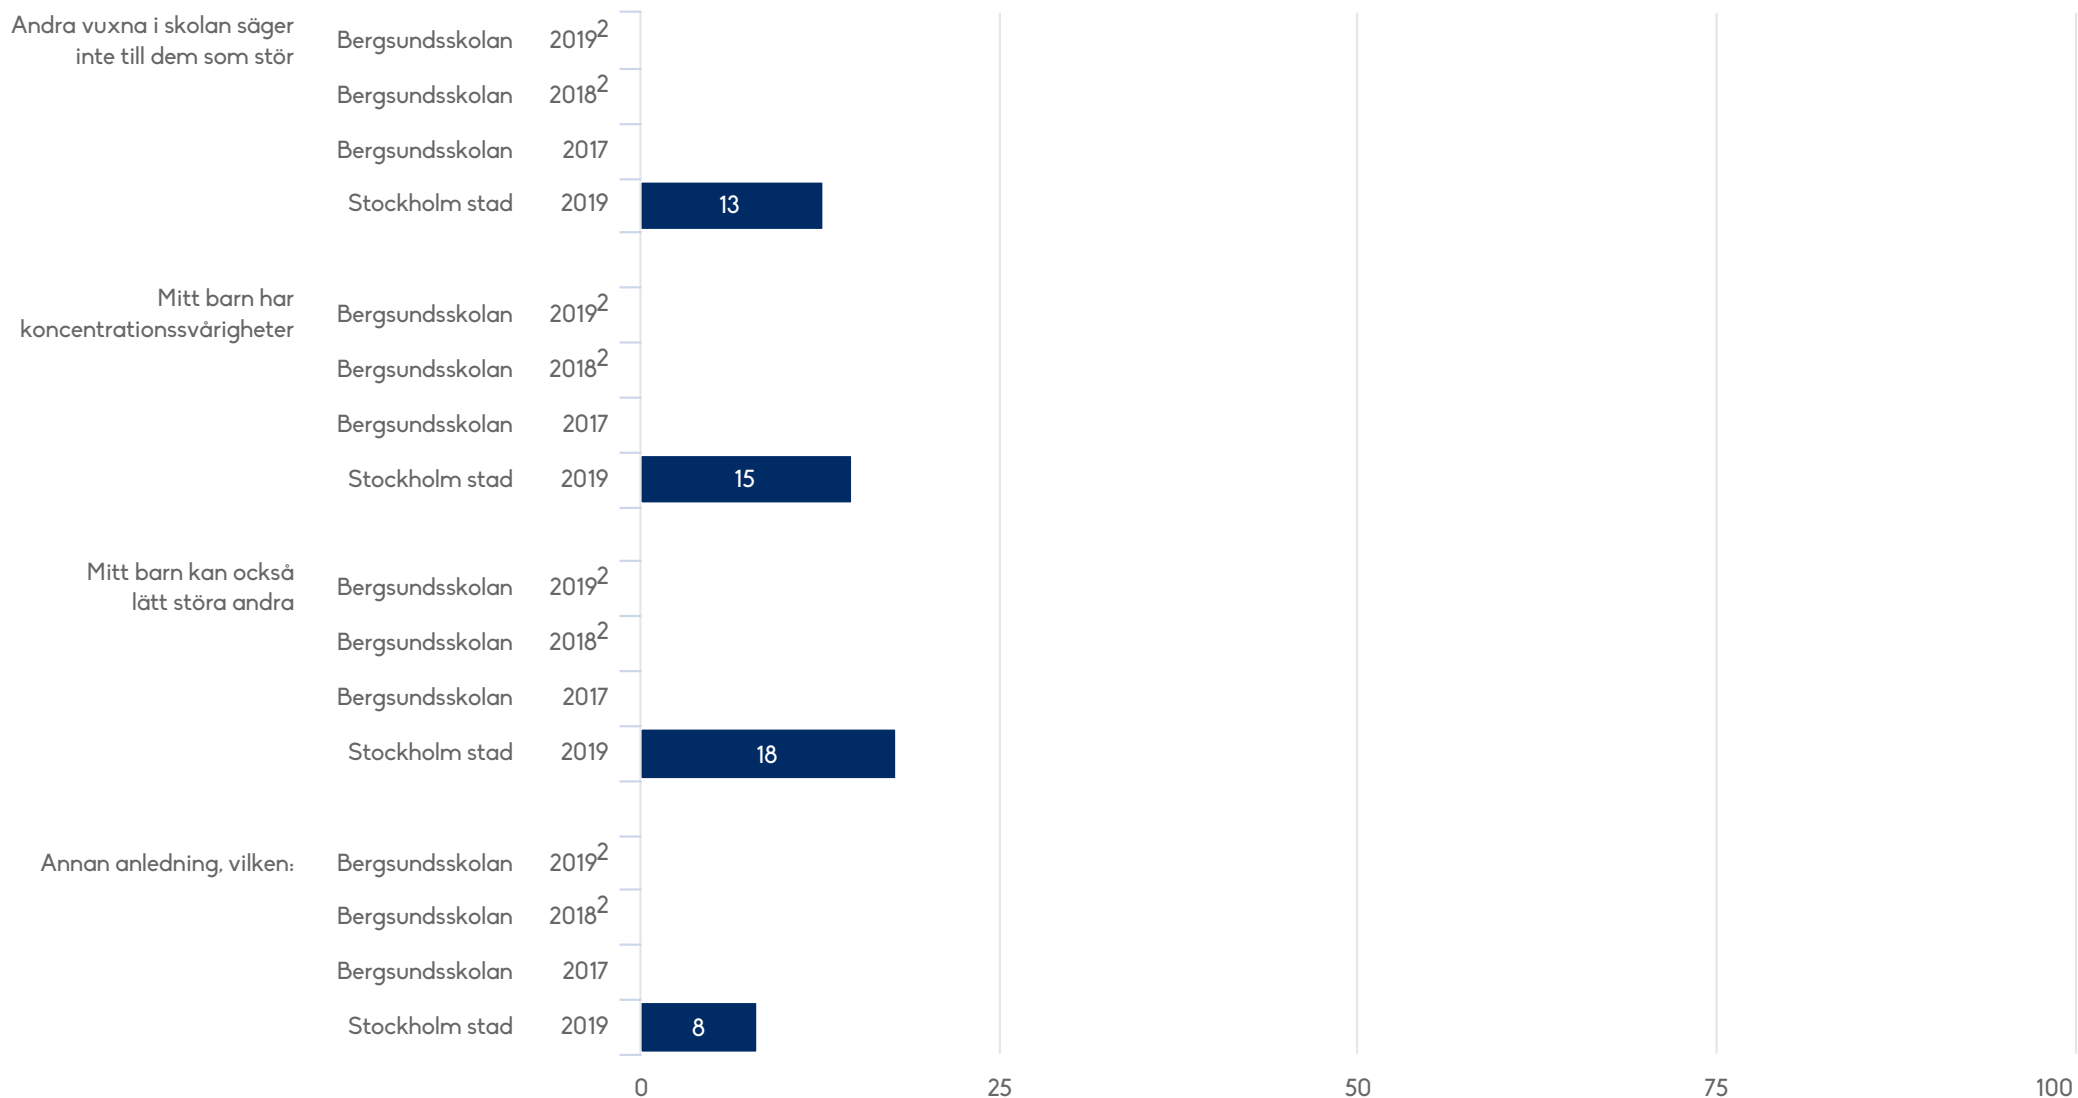 Andra vuxna i skolan säger
inte till dem som stör
Bergsundsskolan 2019²
Bergsundsskolan 2018²
Bergsundsskolan 2017
Stockholm stad 2019 13
Mitt barn har
koncentrationssvårigheter
Bergsundsskolan 2019²
Bergsundsskolan 2018²
Bergsundsskolan 2017
Stockholm stad 2019 15
Mitt barn kan också
lätt störa andra
Bergsundsskolan 2019²
Bergsundsskolan 2018²
Bergsundsskolan 2017
Stockholm stad 2019 18
Annan anledning, vilken: Bergsundsskolan 2019²
Bergsundsskolan 2018²
Bergsundsskolan 2017
Stockholm stad 2019 8
0 25 50 75 100